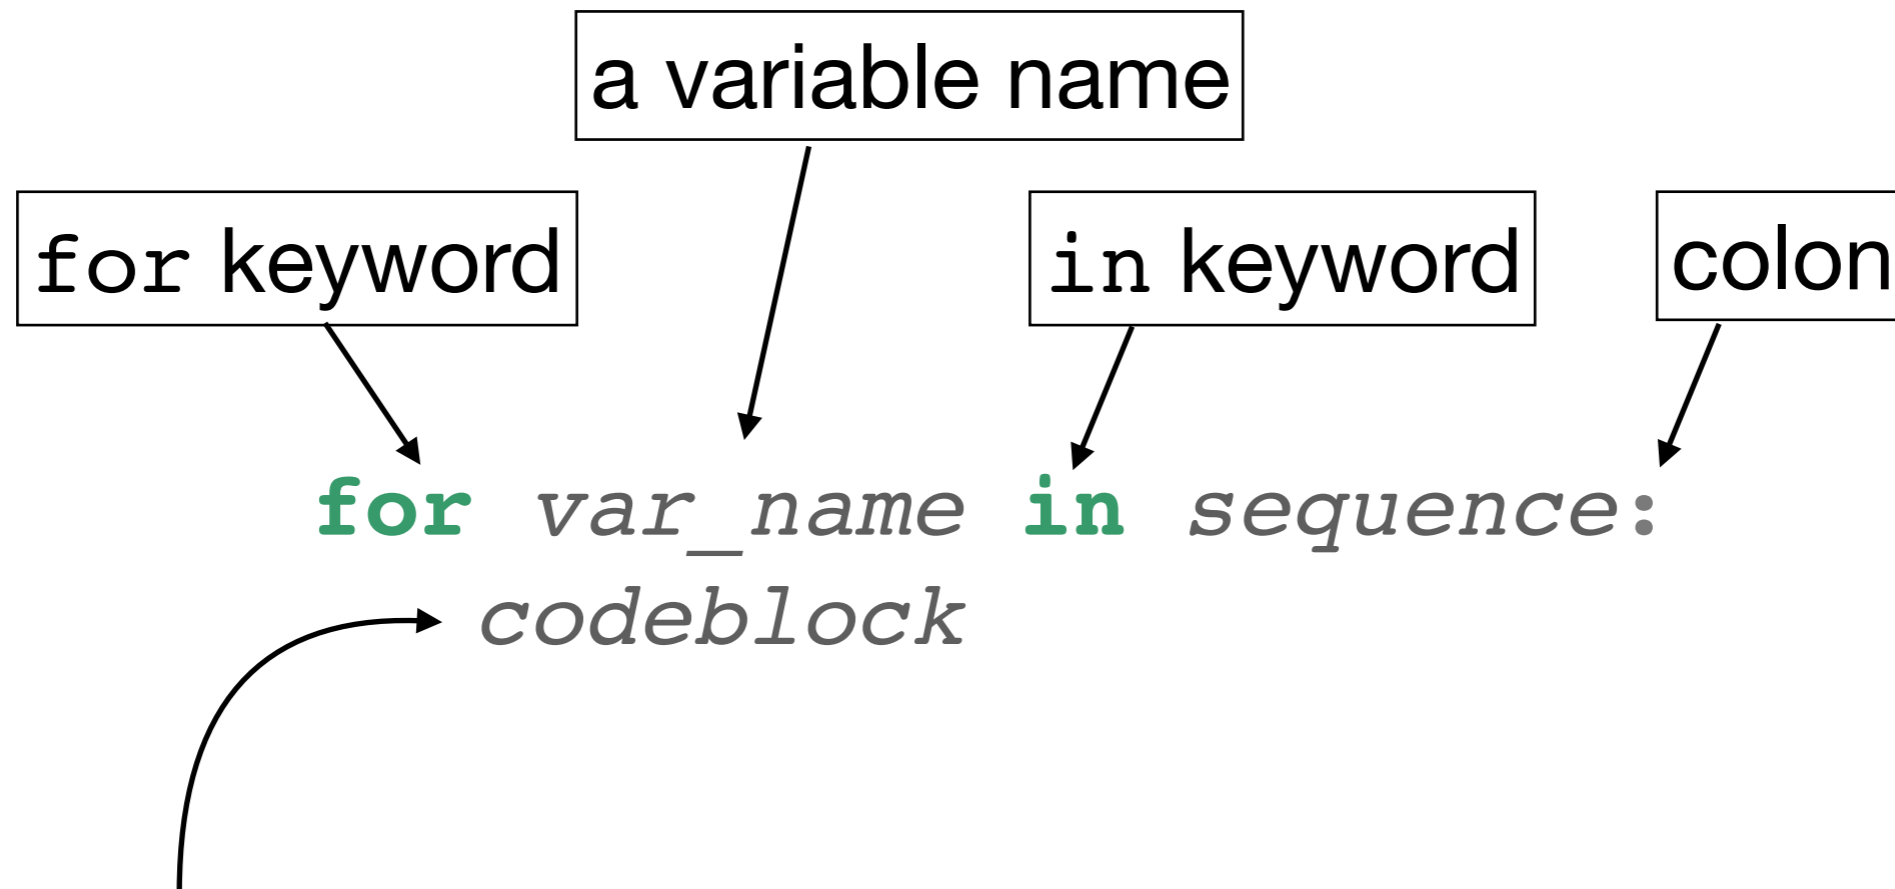 a variable name
for keyword
in keyword
colon
for var_name in sequence:
codeblock